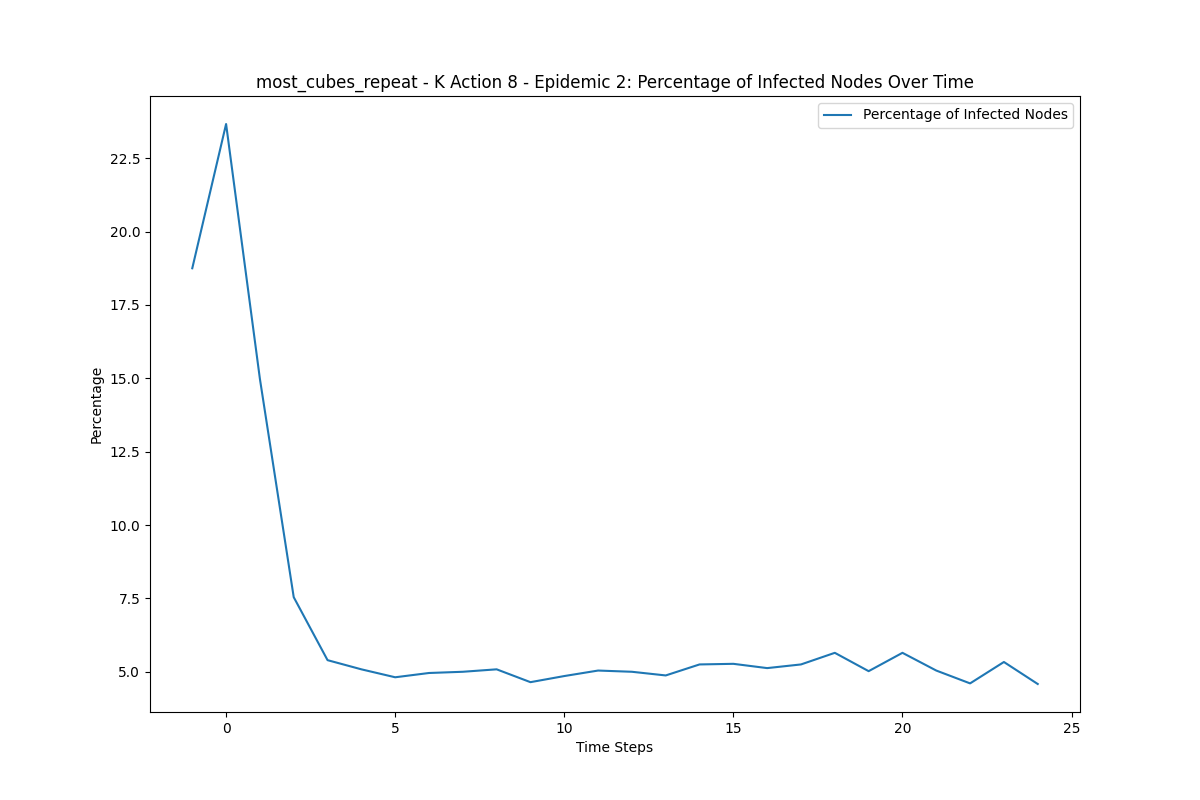 most_cubes_repeat - K Action 8 - Epidemic 2: Percentage of Infected Nodes Over Time
Percentage of Infected Nodes
22.5
20.0
17.5
15.0
12.5
10.0
7.5
5.0
Percentage
0 5 10 15 20 25
Time Steps